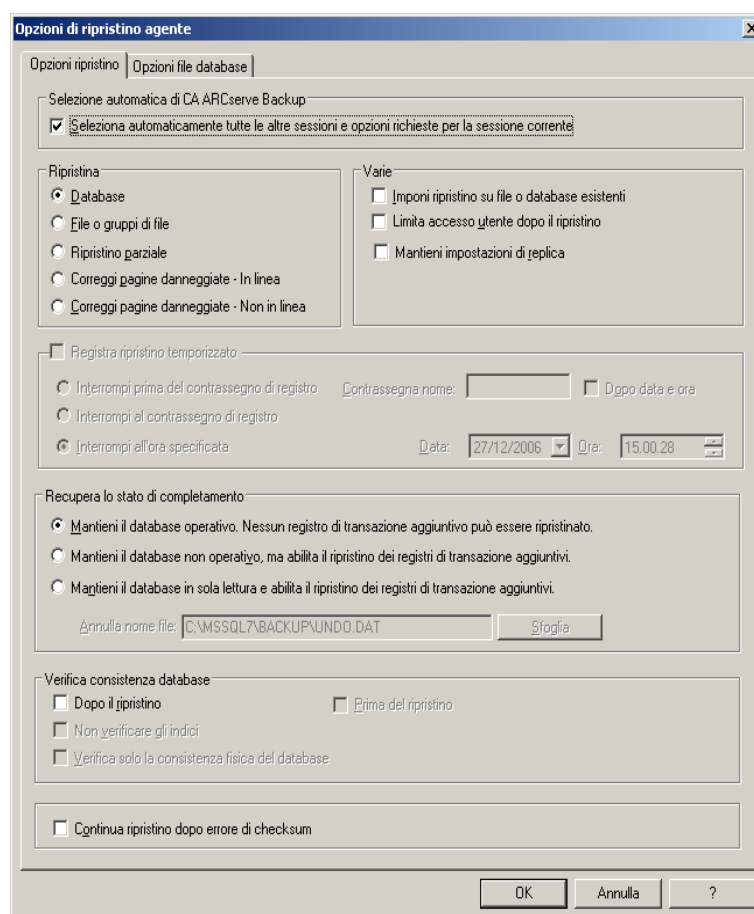 Opzioni di ripristino agente
Opzioni ripristino
Opzioni file database
Selezione automatica di CA ARCserve Backup
Seleziona automaticamente tutte le altre sessioni e opzioni richieste per la sessione corrente
Ripristina
Database
File o gruppi di file
Ripristino parziale
Correggi pagine danneggiate - In linea
Correggi pagine danneggiate - Non in linea
Varie
Imponi ripristino su file o database esistenti
Limita accesso utente dopo il ripristino
Mantieni impostazioni di replica
Registra ripristino temporizzato
Interrompi prima del contrassegno di registro
Contrassegna nome:
Dopo data e ora
Interrompi al contrassegno di registro
Interrompi all'ora specificata
Data: 27/12/2006
Ora: 15.00.28
Recupera lo stato di completamento
Mantieni il database operativo. Nessun registro di transazione aggiuntivo può essere ripristinato.
Mantieni il database non operativo, ma abilita il ripristino dei registri di transazione aggiuntivi.
Mantieni il database in sola lettura e abilita il ripristino dei registri di transazione aggiuntivi.
Annulla nome file: C:\MSSQL7\BACKUP\UNDO.DAT
Sfoglia
Verifica consistenza database
Dopo il ripristino
Prima del ripristino
Non verificare gli indici
Verifica solo la consistenza fisica del database
Continua ripristino dopo errore di checksum
OK
Annulla
?